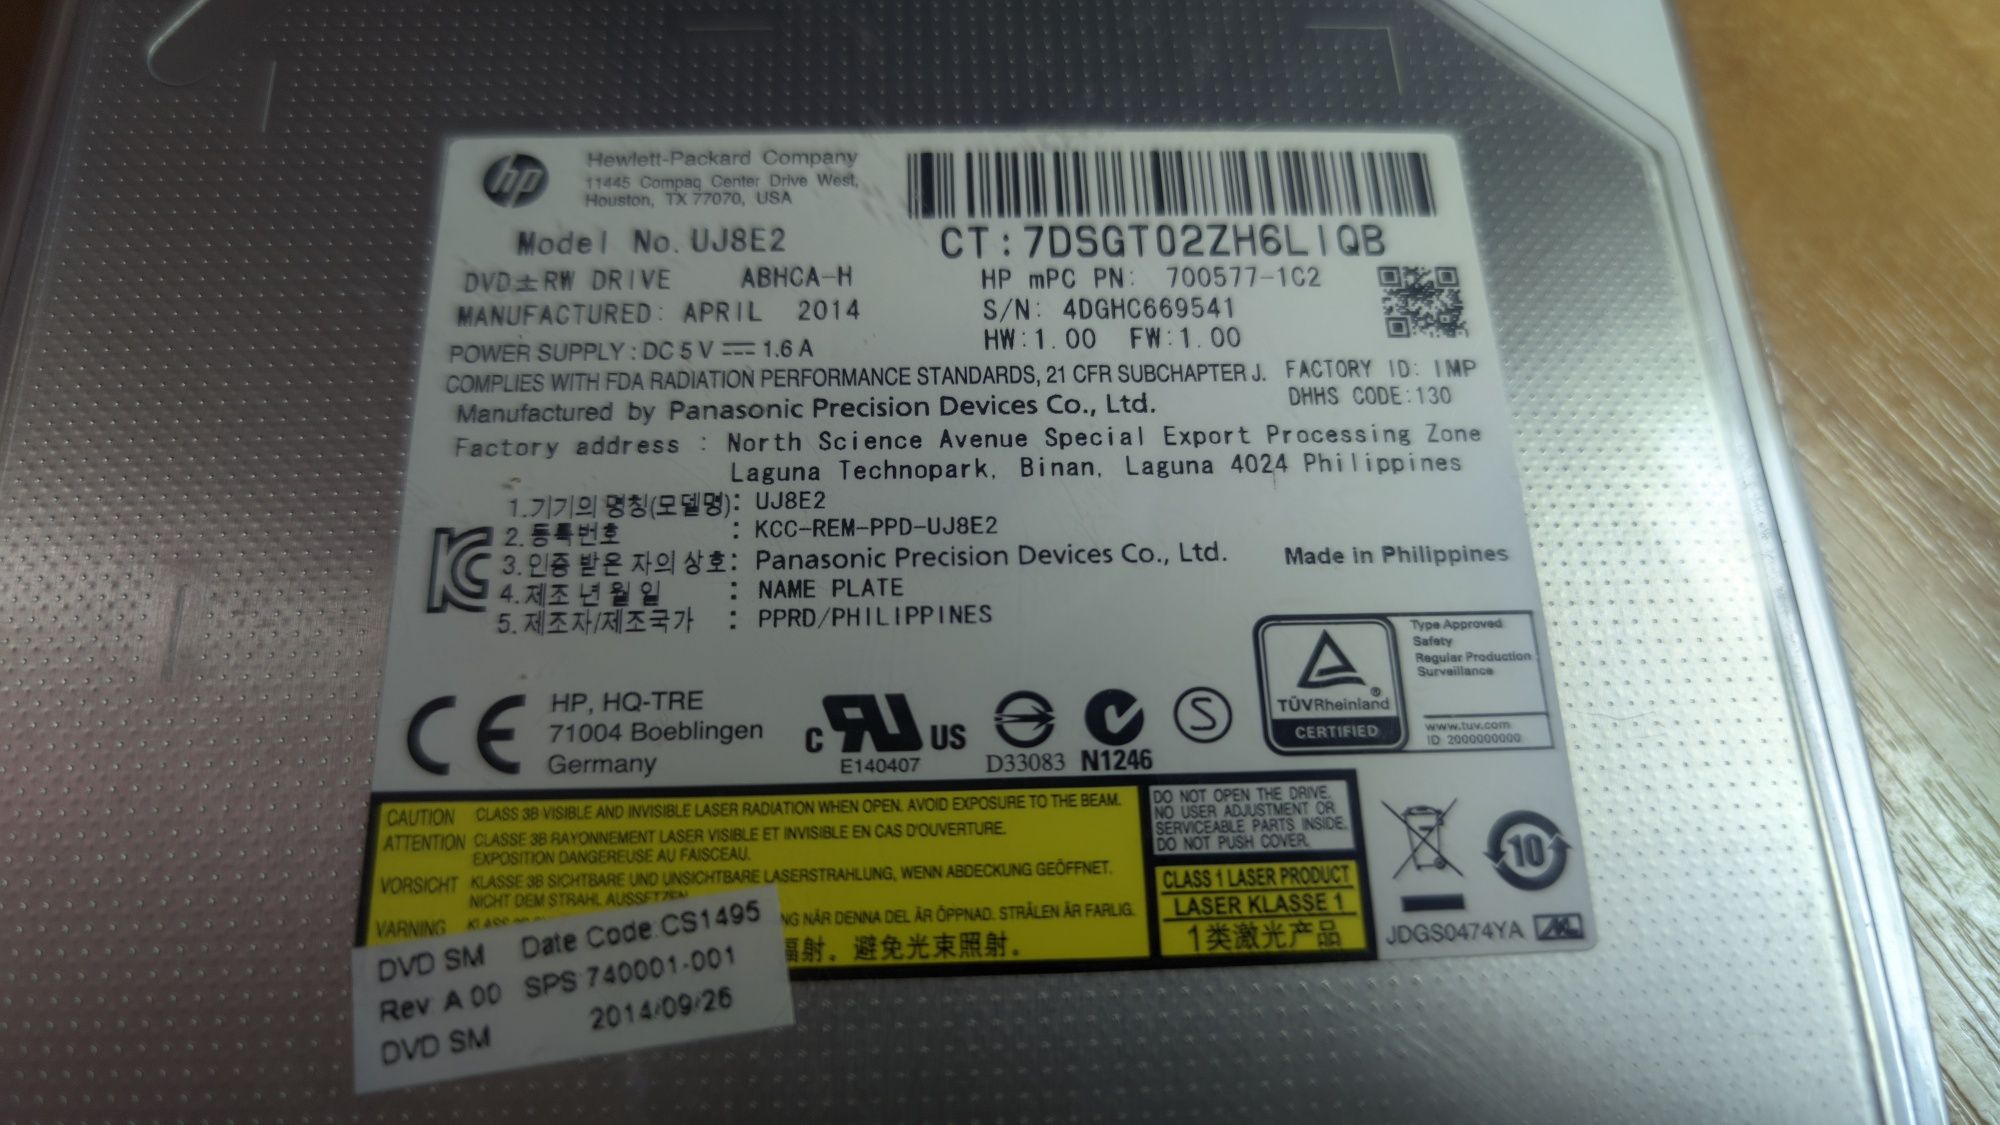 hp
Hewlett-Packard Company
11445 Compaq Center Drive West,
Houston, TX 77070, USA
Model No. UJ8E2
CT:7DSGT02ZH6LIQB
DVD±RW DRIVE ABHCA-H
HP mPC PN: 700577-1C2
MANUFACTURED: APRIL 2014
S/N: 4DGHC669541
POWER SUPPLY : DC 5 V 1.6 A
HW:1.00 FW:1.00
COMPLIES WITH FDA RADIATION PERFORMANCE STANDARDS, 21 CFR SUBCHAPTER J.
FACTORY ID: IMP
Manufactured by Panasonic Precision Devices Co., Ltd.
DHHS CODE:130
Factory address : North Science Avenue Special Export Processing Zone
Laguna Technopark, Binan, Laguna 4024 Philippines
1.기기의 명칭(모델명): UJ8E2
2.등록번호 : KCC-REM-PPD-UJ8E2
3.인증 받은 자의 상호: Panasonic Precision Devices Co., Ltd.
Made in Philippines
4.제조 년 월 일 : NAME PLATE
5.제조자/제조국가 : PPRD/PHILIPPINES
CE
HP, HQ-TRE
71004 Boeblingen
Germany
c RU US
E140407
D33083
N1246
S
TÜVRheinland ®
CERTIFIED
Type Approved
Safety
Regular Production
Surveillance
www.tuv.com
ID 2000000000
CAUTION CLASS 3B VISIBLE AND INVISIBLE LASER RADIATION WHEN OPEN. AVOID EXPOSURE TO THE BEAM.
ATTENTION CLASSE 3B RAYONNEMENT LASER VISIBLE ET INVISIBLE EN CAS D'OUVERTURE.
EXPOSITION DANGEREUSE AU FAISCEAU.
VORSICHT KLASSE 3B SICHTBARE UND UNSICHTBARE LASERSTRAHLUNG, WENN ABDECKUNG GEÖFFNET.
NICHT DEM STRAHL AUSSETZEN
VARNING NG NÄR DENNA DEL ÄR ÖPPNAD. STRÅLEN ÄR FARLIG.
辐射。避免光束照射.
DO NOT OPEN THE DRIVE.
NO USER ADJUSTMENT OR
SERVICEABLE PARTS INSIDE.
DO NOT PUSH COVER.
CLASS 1 LASER PRODUCT
LASER KLASSE 1
1类激光产品
10
JDGS0474YA
DVD SM Date Code:CS1495
Rev A 00 SPS 740001-001
DVD SM 2014/09/26